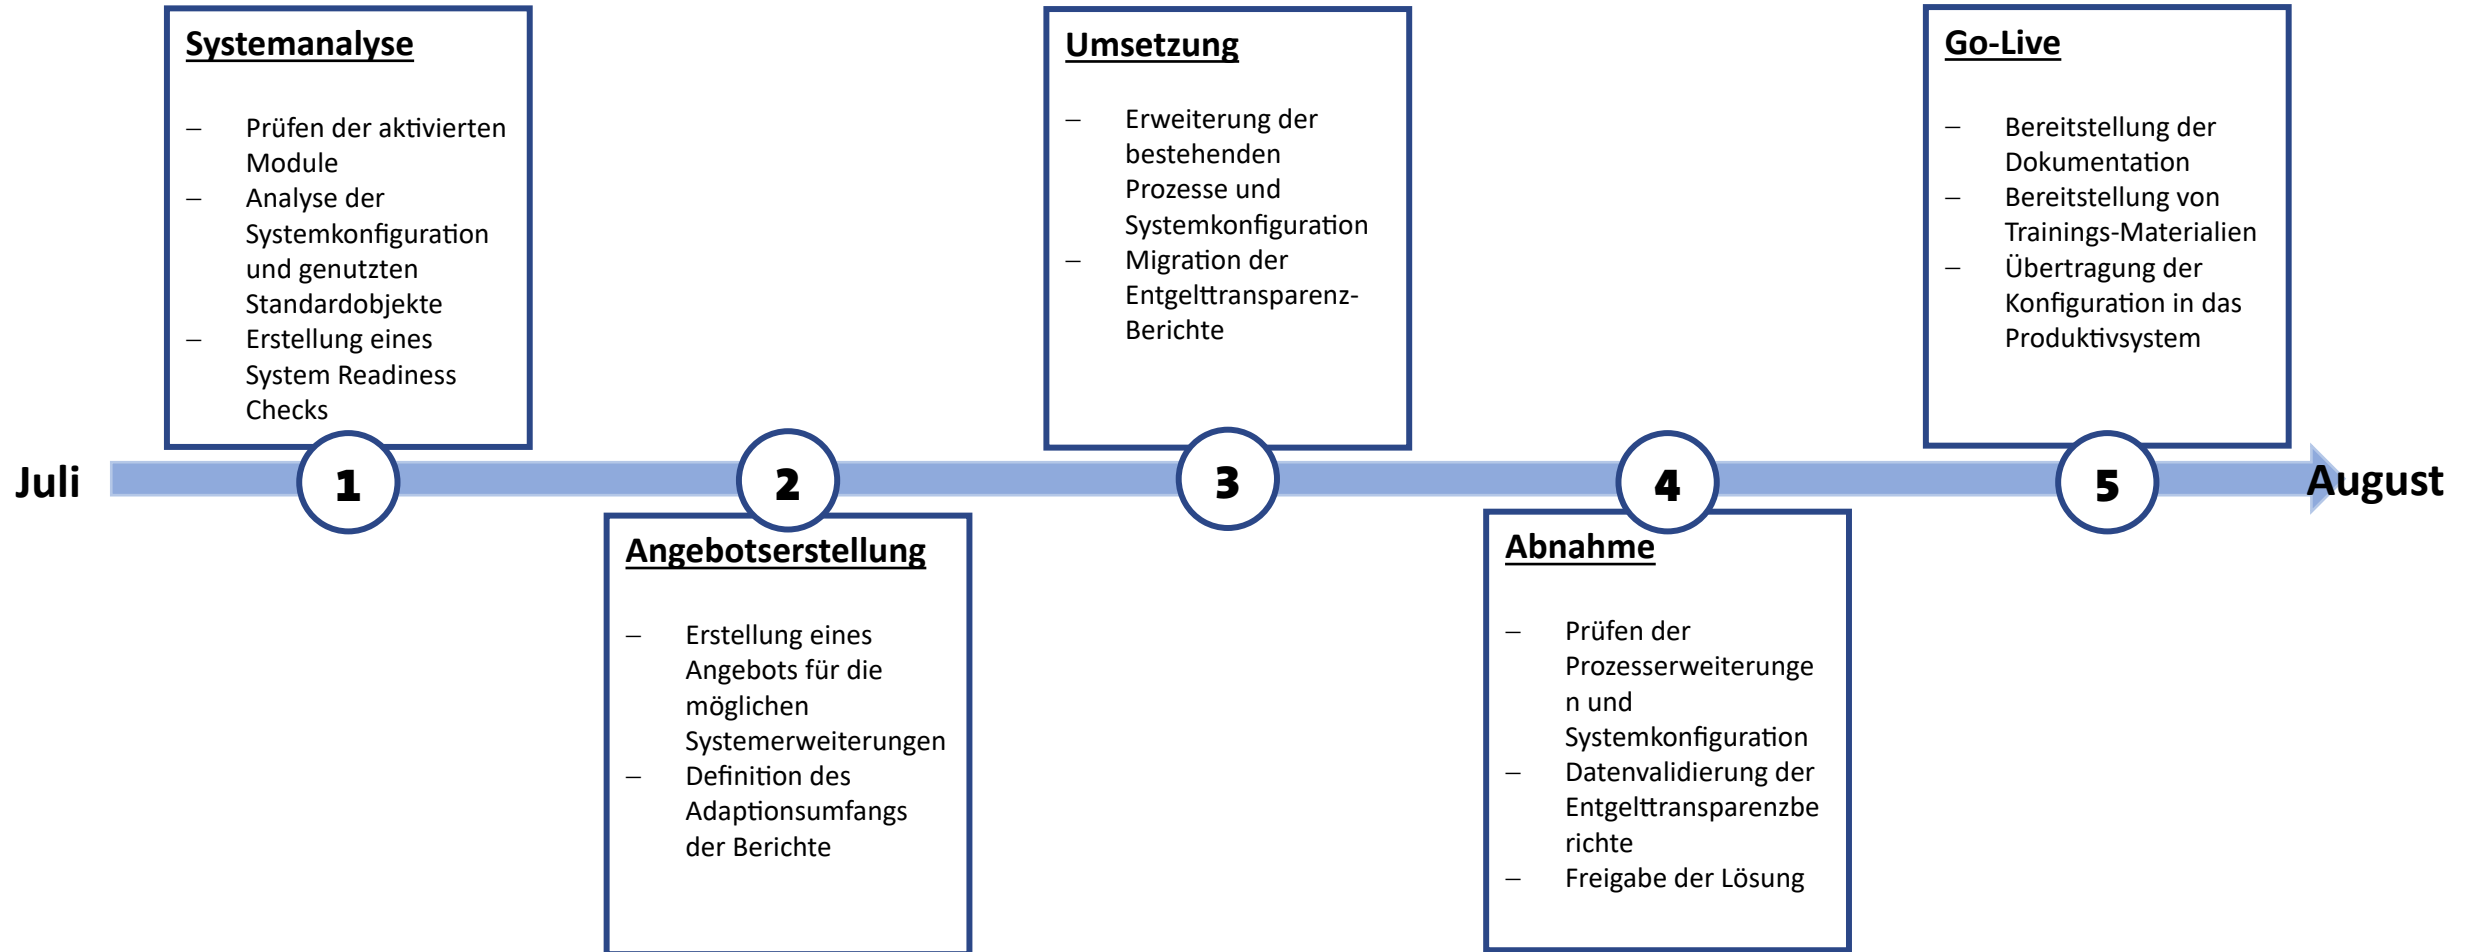 Systemanalyse
– Prüfen der aktivierten
Module
– Analyse der
Systemkonfiguration
und genutzten
Standardobjekte
– Erstellung eines
System Readiness
Checks
Umsetzung
– Erweiterung der
bestehenden
Prozesse und
Systemkonfiguration
– Migration der
Entgelttransparenz-
Berichte
Go-Live
– Bereitstellung der
Dokumentation
– Bereitstellung von
Trainings-Materialien
– Übertragung der
Konfiguration in das
Produktivsystem
Juli 1 2 3 4 5 August
Angebotserstellung
– Erstellung eines
Angebots für die
möglichen
Systemerweiterungen
– Definition des
Adaptionsumfangs
der Berichte
Abnahme
– Prüfen der
Prozesserweiterunge
n und
Systemkonfiguration
– Datenvalidierung der
Entgelttransparenzbe
richte
– Freigabe der Lösung